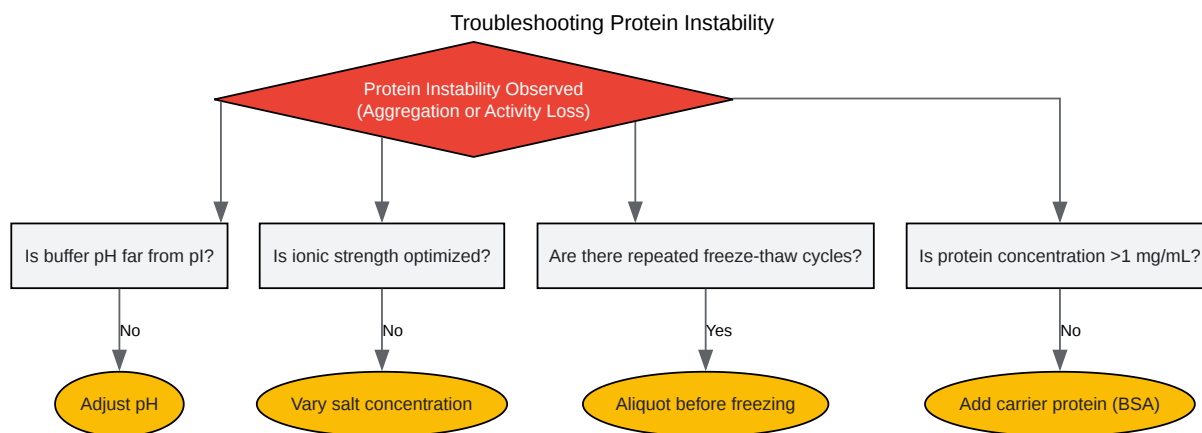 Troubleshooting Protein Instability
Protein Instability Observed
(Aggregation or Activity Loss)
Is buffer pH far from pI?
Is ionic strength optimized?
Are there repeated freeze-thaw cycles?
Is protein concentration >1 mg/mL?
No
No
Yes
No
Adjust pH
Vary salt concentration
Aliquot before freezing
Add carrier protein (BSA)